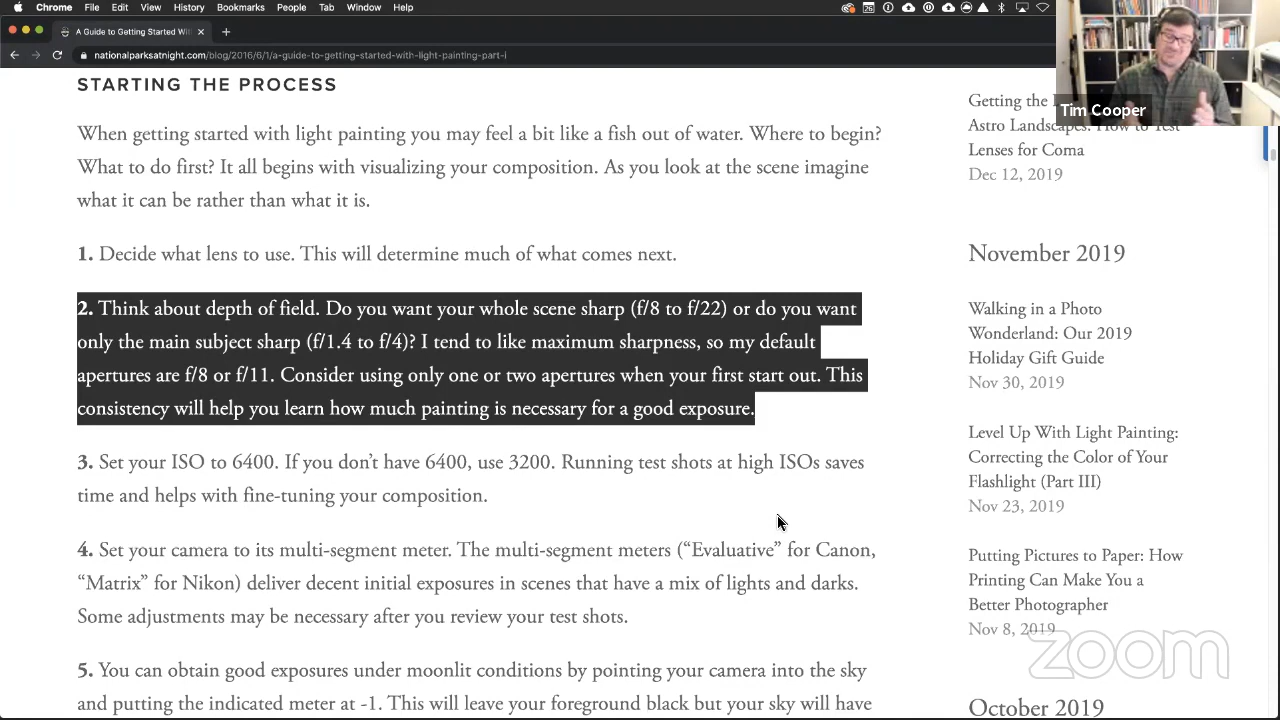 Chrome File Edit View History Bookmarks People Tab Window Help
A Guide to Getting Started Wit
nationalparksatnight.com/blog/2016/6/1/a-guide-to-getting-started-with-light-painting-part-i
STARTING THE PROCESS
When getting started with light painting you may feel a bit like a fish out of water. Where to begin?
What to do first? It all begins with visualizing your composition. As you look at the scene imagine
what it can be rather than what it is.
1. Decide what lens to use. This will determine much of what comes next.
2. Think about depth of field. Do you want your whole scene sharp (f/8 to f/22) or do you want
only the main subject sharp (f/1.4 to f/4)? I tend to like maximum sharpness, so my default
apertures are f/8 or f/11. Consider using only one or two apertures when your first start out. This
consistency will help you learn how much painting is necessary for a good exposure.
3. Set your ISO to 6400. If you don’t have 6400, use 3200. Running test shots at high ISOs saves
time and helps with fine-tuning your composition.
4. Set your camera to its multi-segment meter. The multi-segment meters (“Evaluative” for Canon,
“Matrix” for Nikon) deliver decent initial exposures in scenes that have a mix of lights and darks.
Some adjustments may be necessary after you review your test shots.
5. You can obtain good exposures under moonlit conditions by pointing your camera into the sky
and putting the indicated meter at -1. This will leave your foreground black but your sky will have
Tim Cooper
Getting the
Astro Landscapes: How to Test
Lenses for Coma
Dec 12, 2019
November 2019
Walking in a Photo
Wonderland: Our 2019
Holiday Gift Guide
Nov 30, 2019
Level Up With Light Painting:
Correcting the Color of Your
Flashlight (Part III)
Nov 23, 2019
Putting Pictures to Paper: How
Printing Can Make You a
Better Photographer
Nov 8, 2019
zoom
October 2019